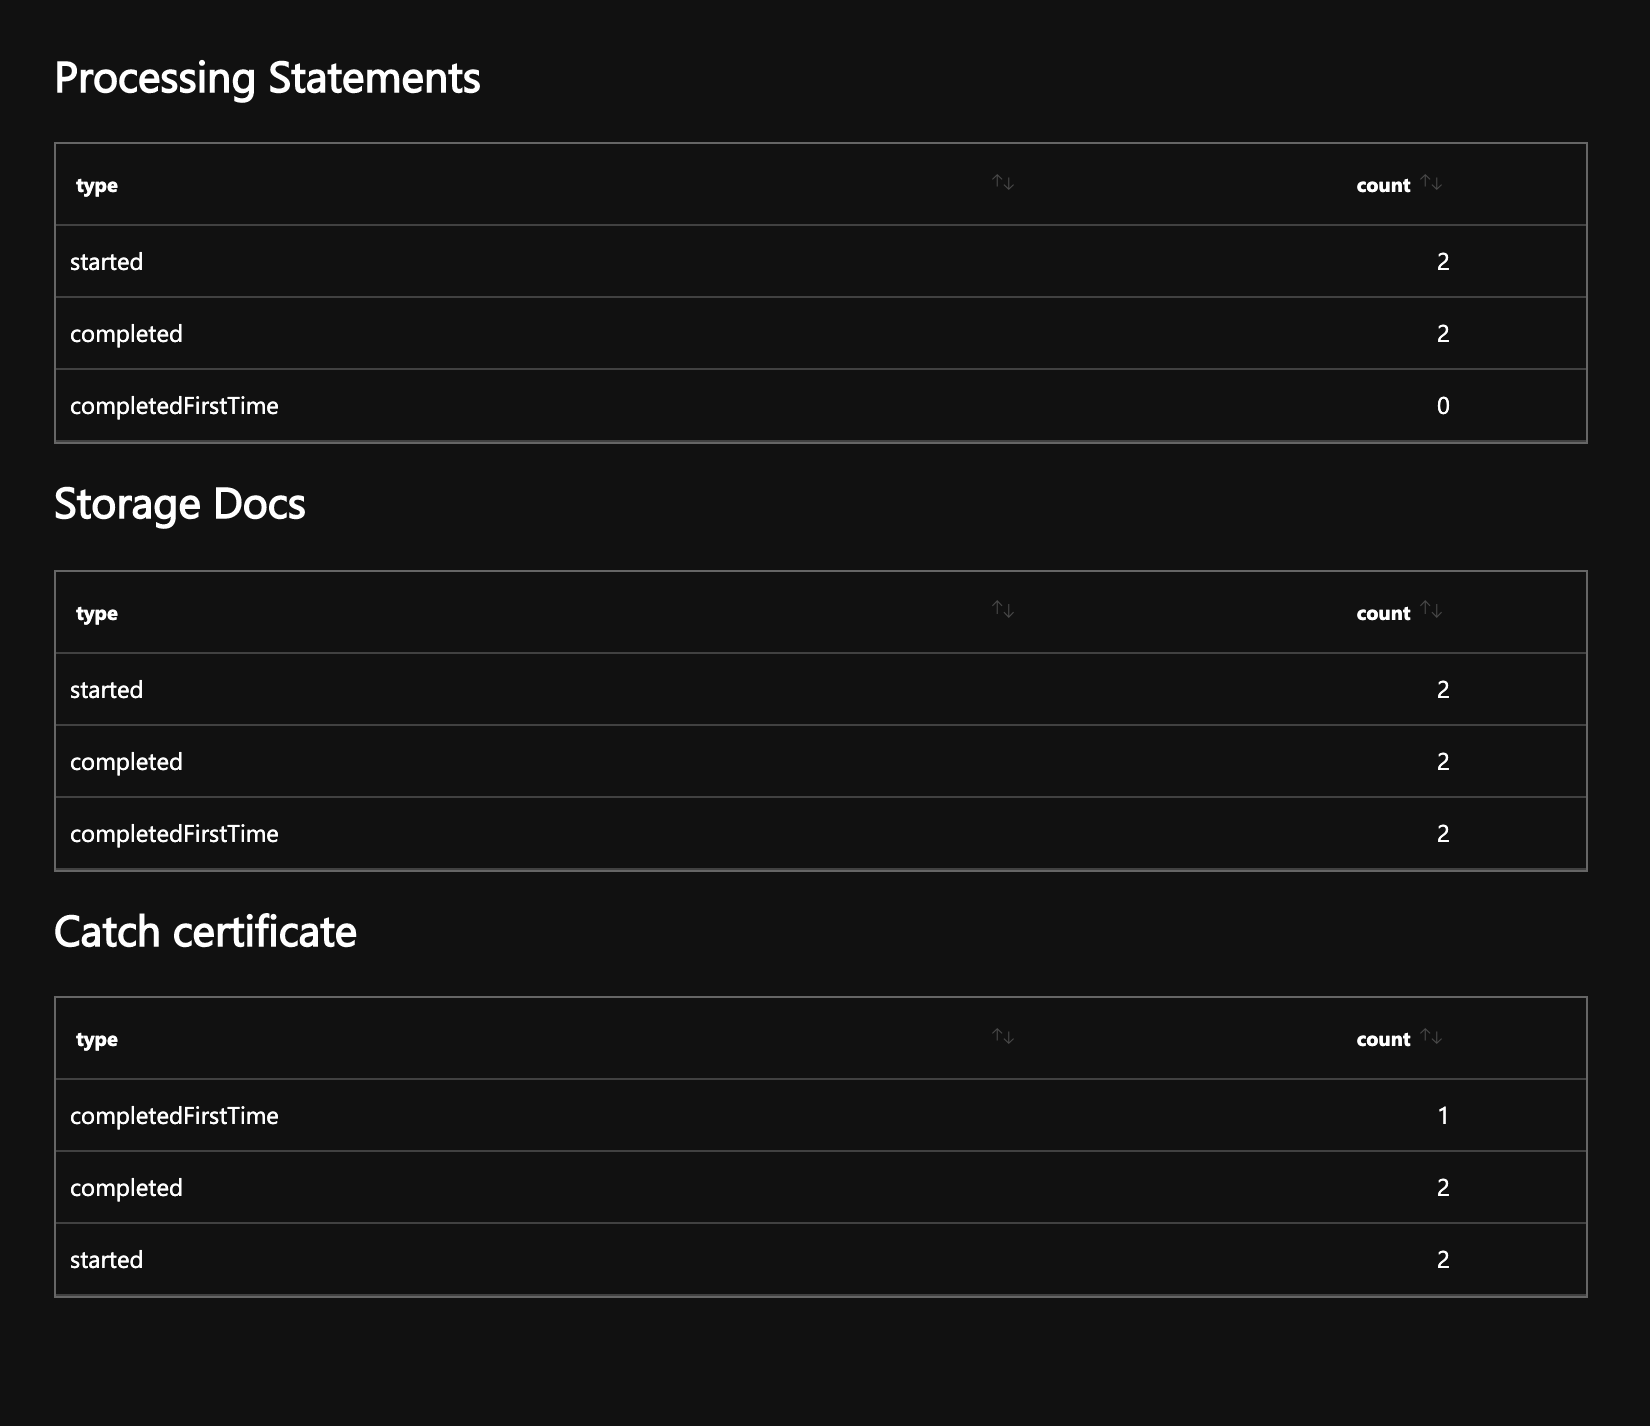 Processing Statements
type ↑↓ count ↑↓
started 2
completed 2
completedFirstTime 0
Storage Docs
type ↑↓ count ↑↓
started 2
completed 2
completedFirstTime 2
Catch certificate
type ↑↓ count ↑↓
completedFirstTime 1
completed 2
started 2